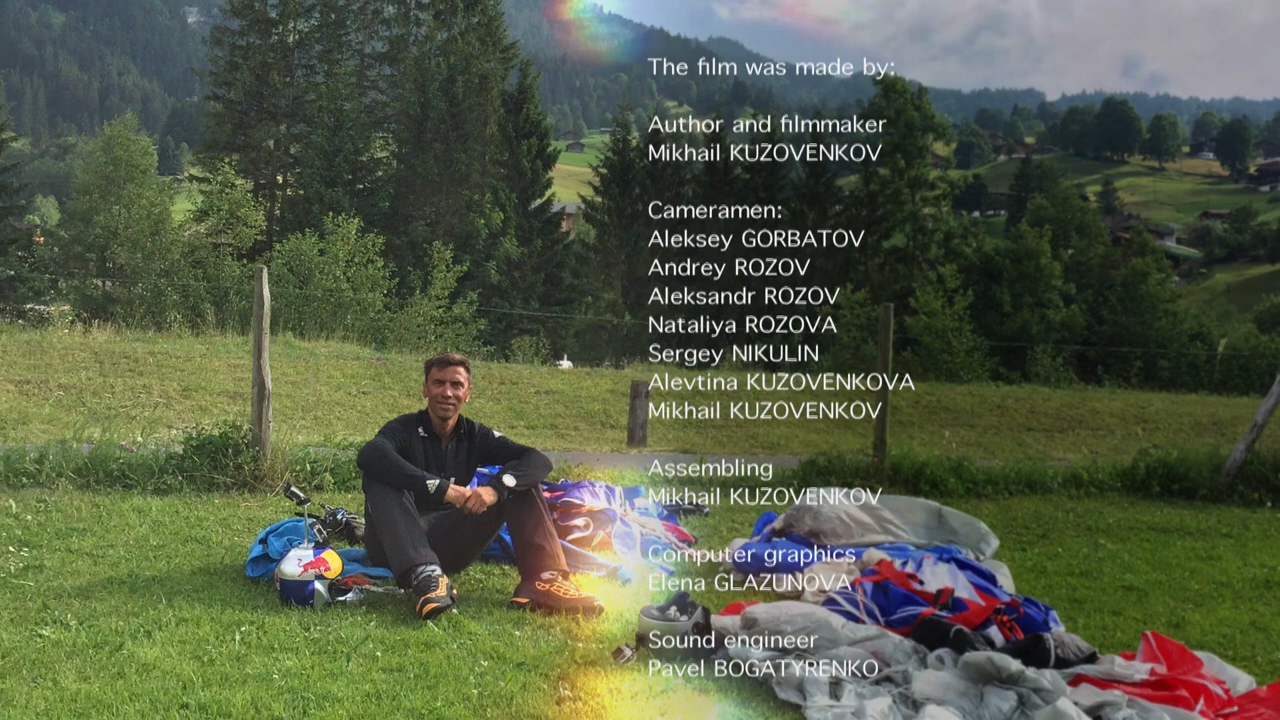 The film was made by:
Author and filmmaker
Mikhail KUZOVENKOV
Cameramen:
Aleksey GORBATOV
Andrey ROZOV
Aleksandr ROZOV
Nataliya ROZOVA
Sergey NIKULIN
Alevtina KUZOVENKOVA
Mikhail KUZOVENKOV
Assembling
Mikhail KUZOVENKOV
Computer graphics
Elena GLAZUNOVA
Sound engineer
Pavel BOGATYRENKO